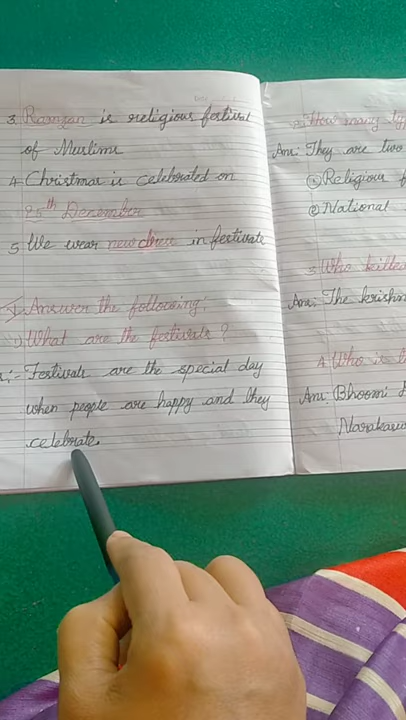 3. Ramzan is religious festival
of Muslims
4. Christmas is celebrated on
25th December
5. We wear new dress in festivals
I. Answer the following:
1) What are the festivals?
Festivals are the special day
when people are happy and they
celebrate.
How many
Ans: They are two
① Religious
② National
3. Who killed
Ans: The krishn
4. Who is
Ans: Bhoomi
Narakasu